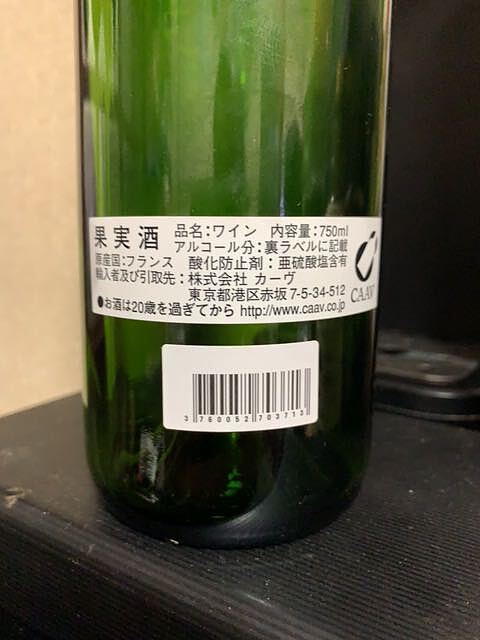 果実酒 品名:ワイン 内容量:750ml
アルコール分:裏ラベルに記載
原産国:フランス 酸化防止剤:亜硫酸塩含有
輸入者及び引取先:株式会社 カーヴ
東京都港区赤坂7-5-34-512
●お酒は20歳を過ぎてから http://www.caav.co.jp
CAAV
3 760052 703713